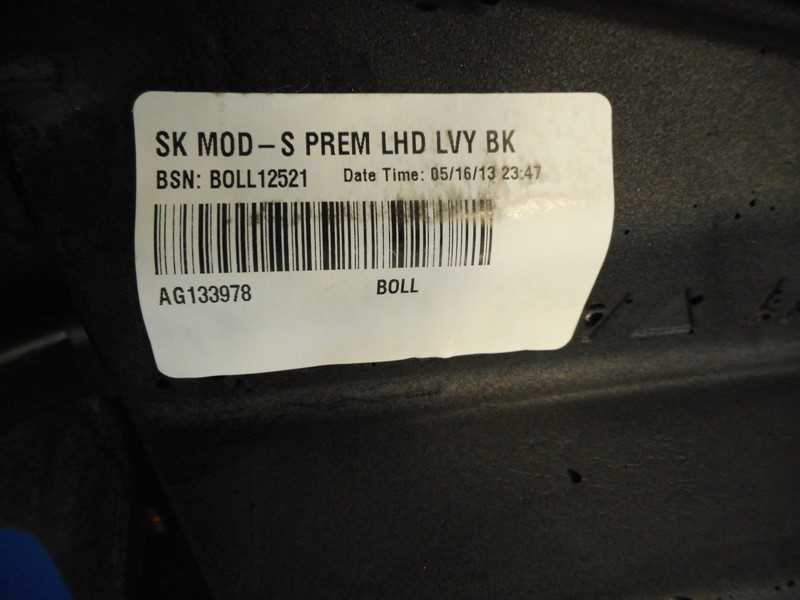 SK MOD-S PREM LHD LVY BK
BSN: BOLL12521 Date Time: 05/16/13 23:47
AG133978 BOLL